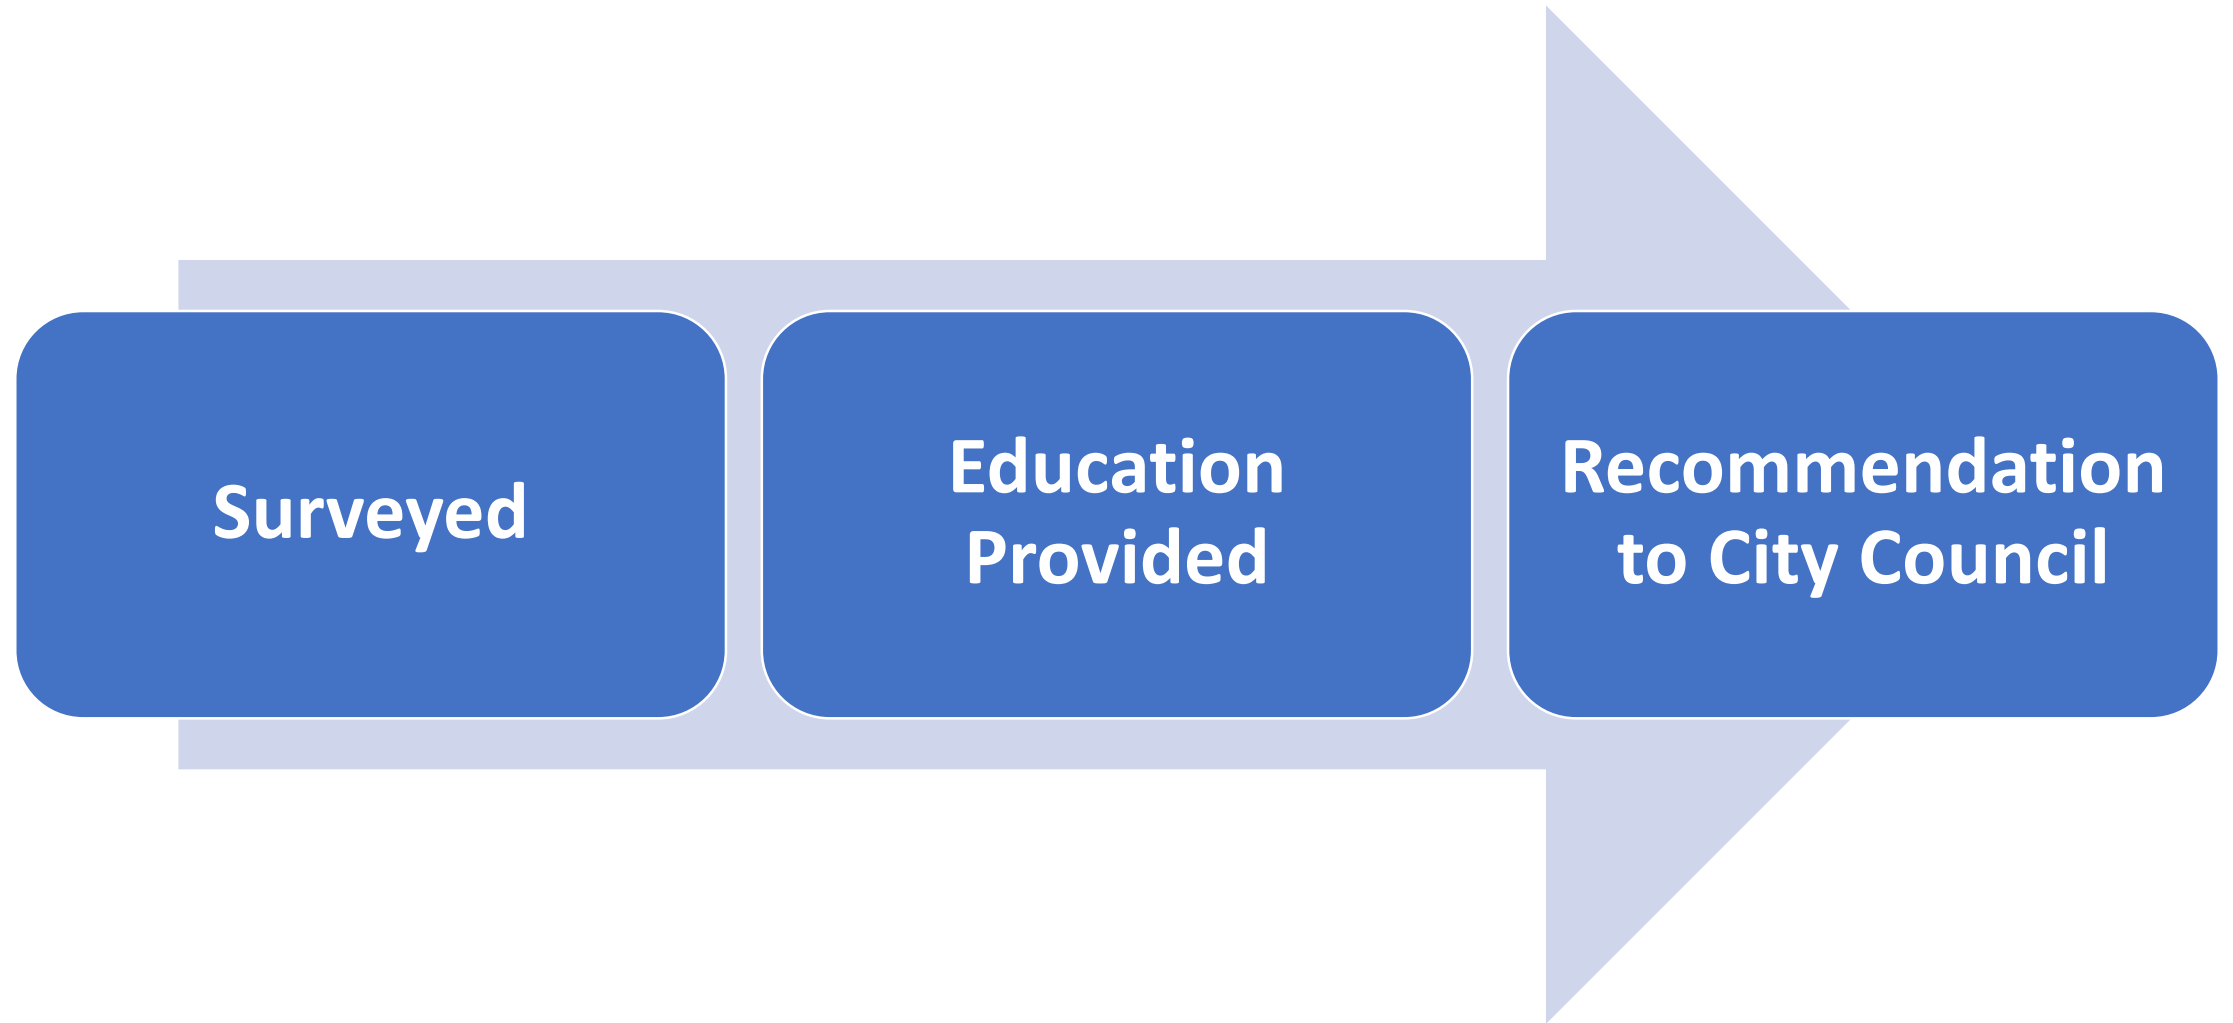 Surveyed
Education
Provided
Recommendation
to City Council